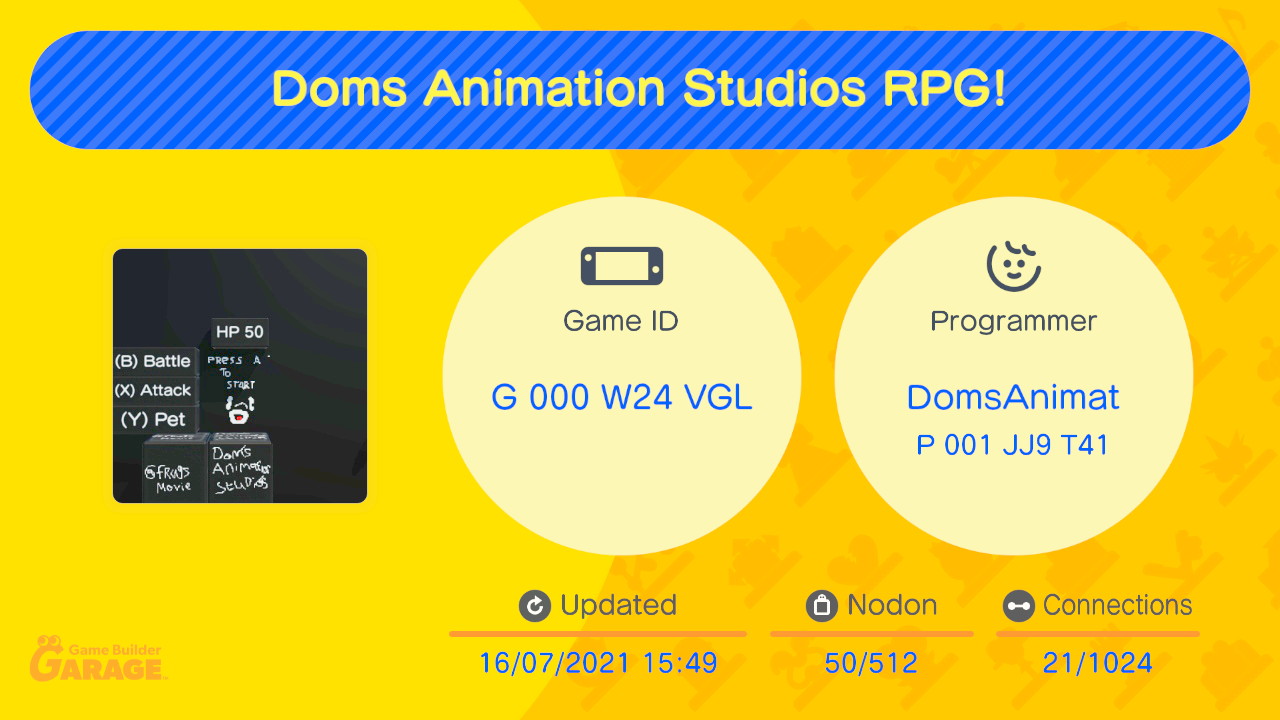 Doms Animation Studios RPG!
HP 50
(B) Battle
(X) Attack
(Y) Pet
PRESS A
To
START
Movie
Doms
Animation
Studios
Game ID
G 000 W24 VGL
Programmer
DomsAnimat
P 001 JJ9 T41
Updated
16/07/2021 15:49
Nodon
50/512
Connections
21/1024
Game Builder
GARAGE